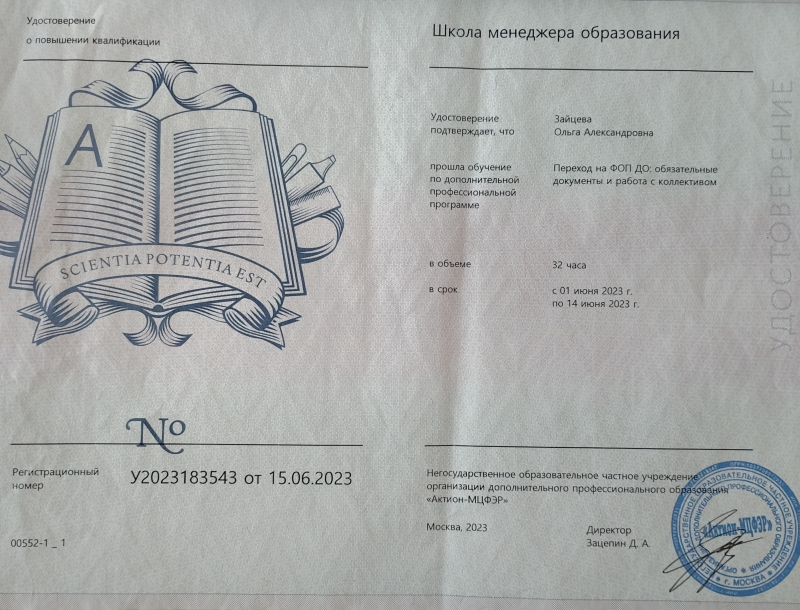 Удостоверение
о повышении квалификации
A
SCIENTIA POTENTIA EST
№
Регистрационный
номер
У2023183543 от 15.06.2023
00552-1 _ 1
Школа менеджера образования
Удостоверение
подтверждает, что
Зайцева
Ольга Александровна
прошла обучение
по дополнительной
профессиональной
программе
Переход на ФОП ДО: обязательные
документы и работа с коллективом
в объеме
32 часа
в срок
с 01 июня 2023 г.
по 14 июня 2023 г.
Негосударственное образовательное частное учреждение
организации дополнительного профессионального образования
«Актион-МЦФЭР»
Москва, 2023
Директор
Зацепин Д. А.
«Актион-МЦФЭР»
г. МОСКВА
УДОСТОВЕРЕНИЕ